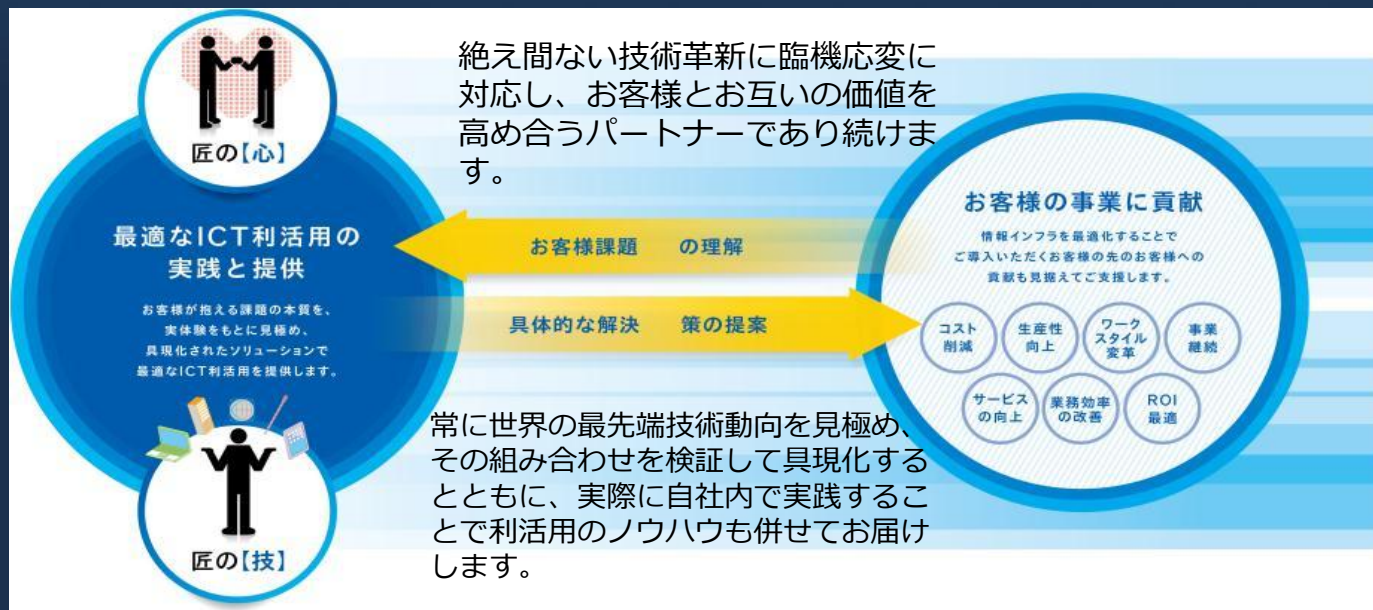 匠の【心】
最適なICT利活用の
実践と提供
お客様が抱える課題の本質を、
実体験をもとに見極め、
具現化されたソリューションで
最適なICT利活用を提供します。
匠の【技】
絶え間ない技術革新に臨機応変に
対応し、お客様とお互いの価値を
高め合うパートナーであり続けま
す。
お客様課題 の理解
具体的な解決 策の提案
常に世界の最先端技術動向を見極め、
その組み合わせを検証して具現化する
とともに、実際に自社内で実践するこ
とで利活用のノウハウも併せてお届け
します。
お客様の事業に貢献
情報インフラを最適化することで
ご導入いただくお客様の先のお客様への
貢献も見据えてご支援します。
コスト
削減
生産性
向上
ワーク
スタイル
変革
事業
継続
サービス
の向上
業務効率
の改善
ROI
最適